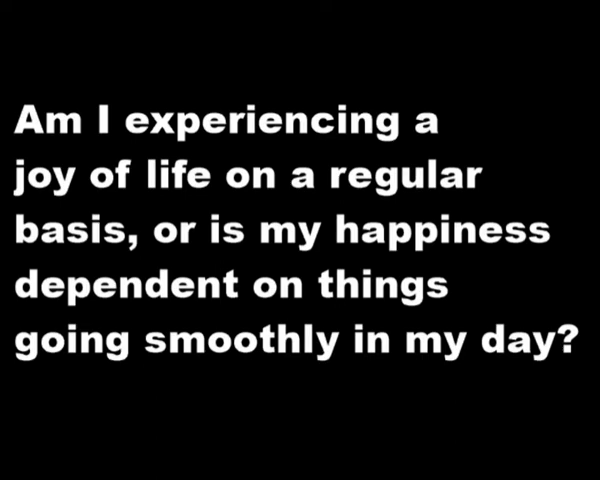 Am I experiencing a
joy of life on a regular
basis, or is my happiness
dependent on things
going smoothly in my day?